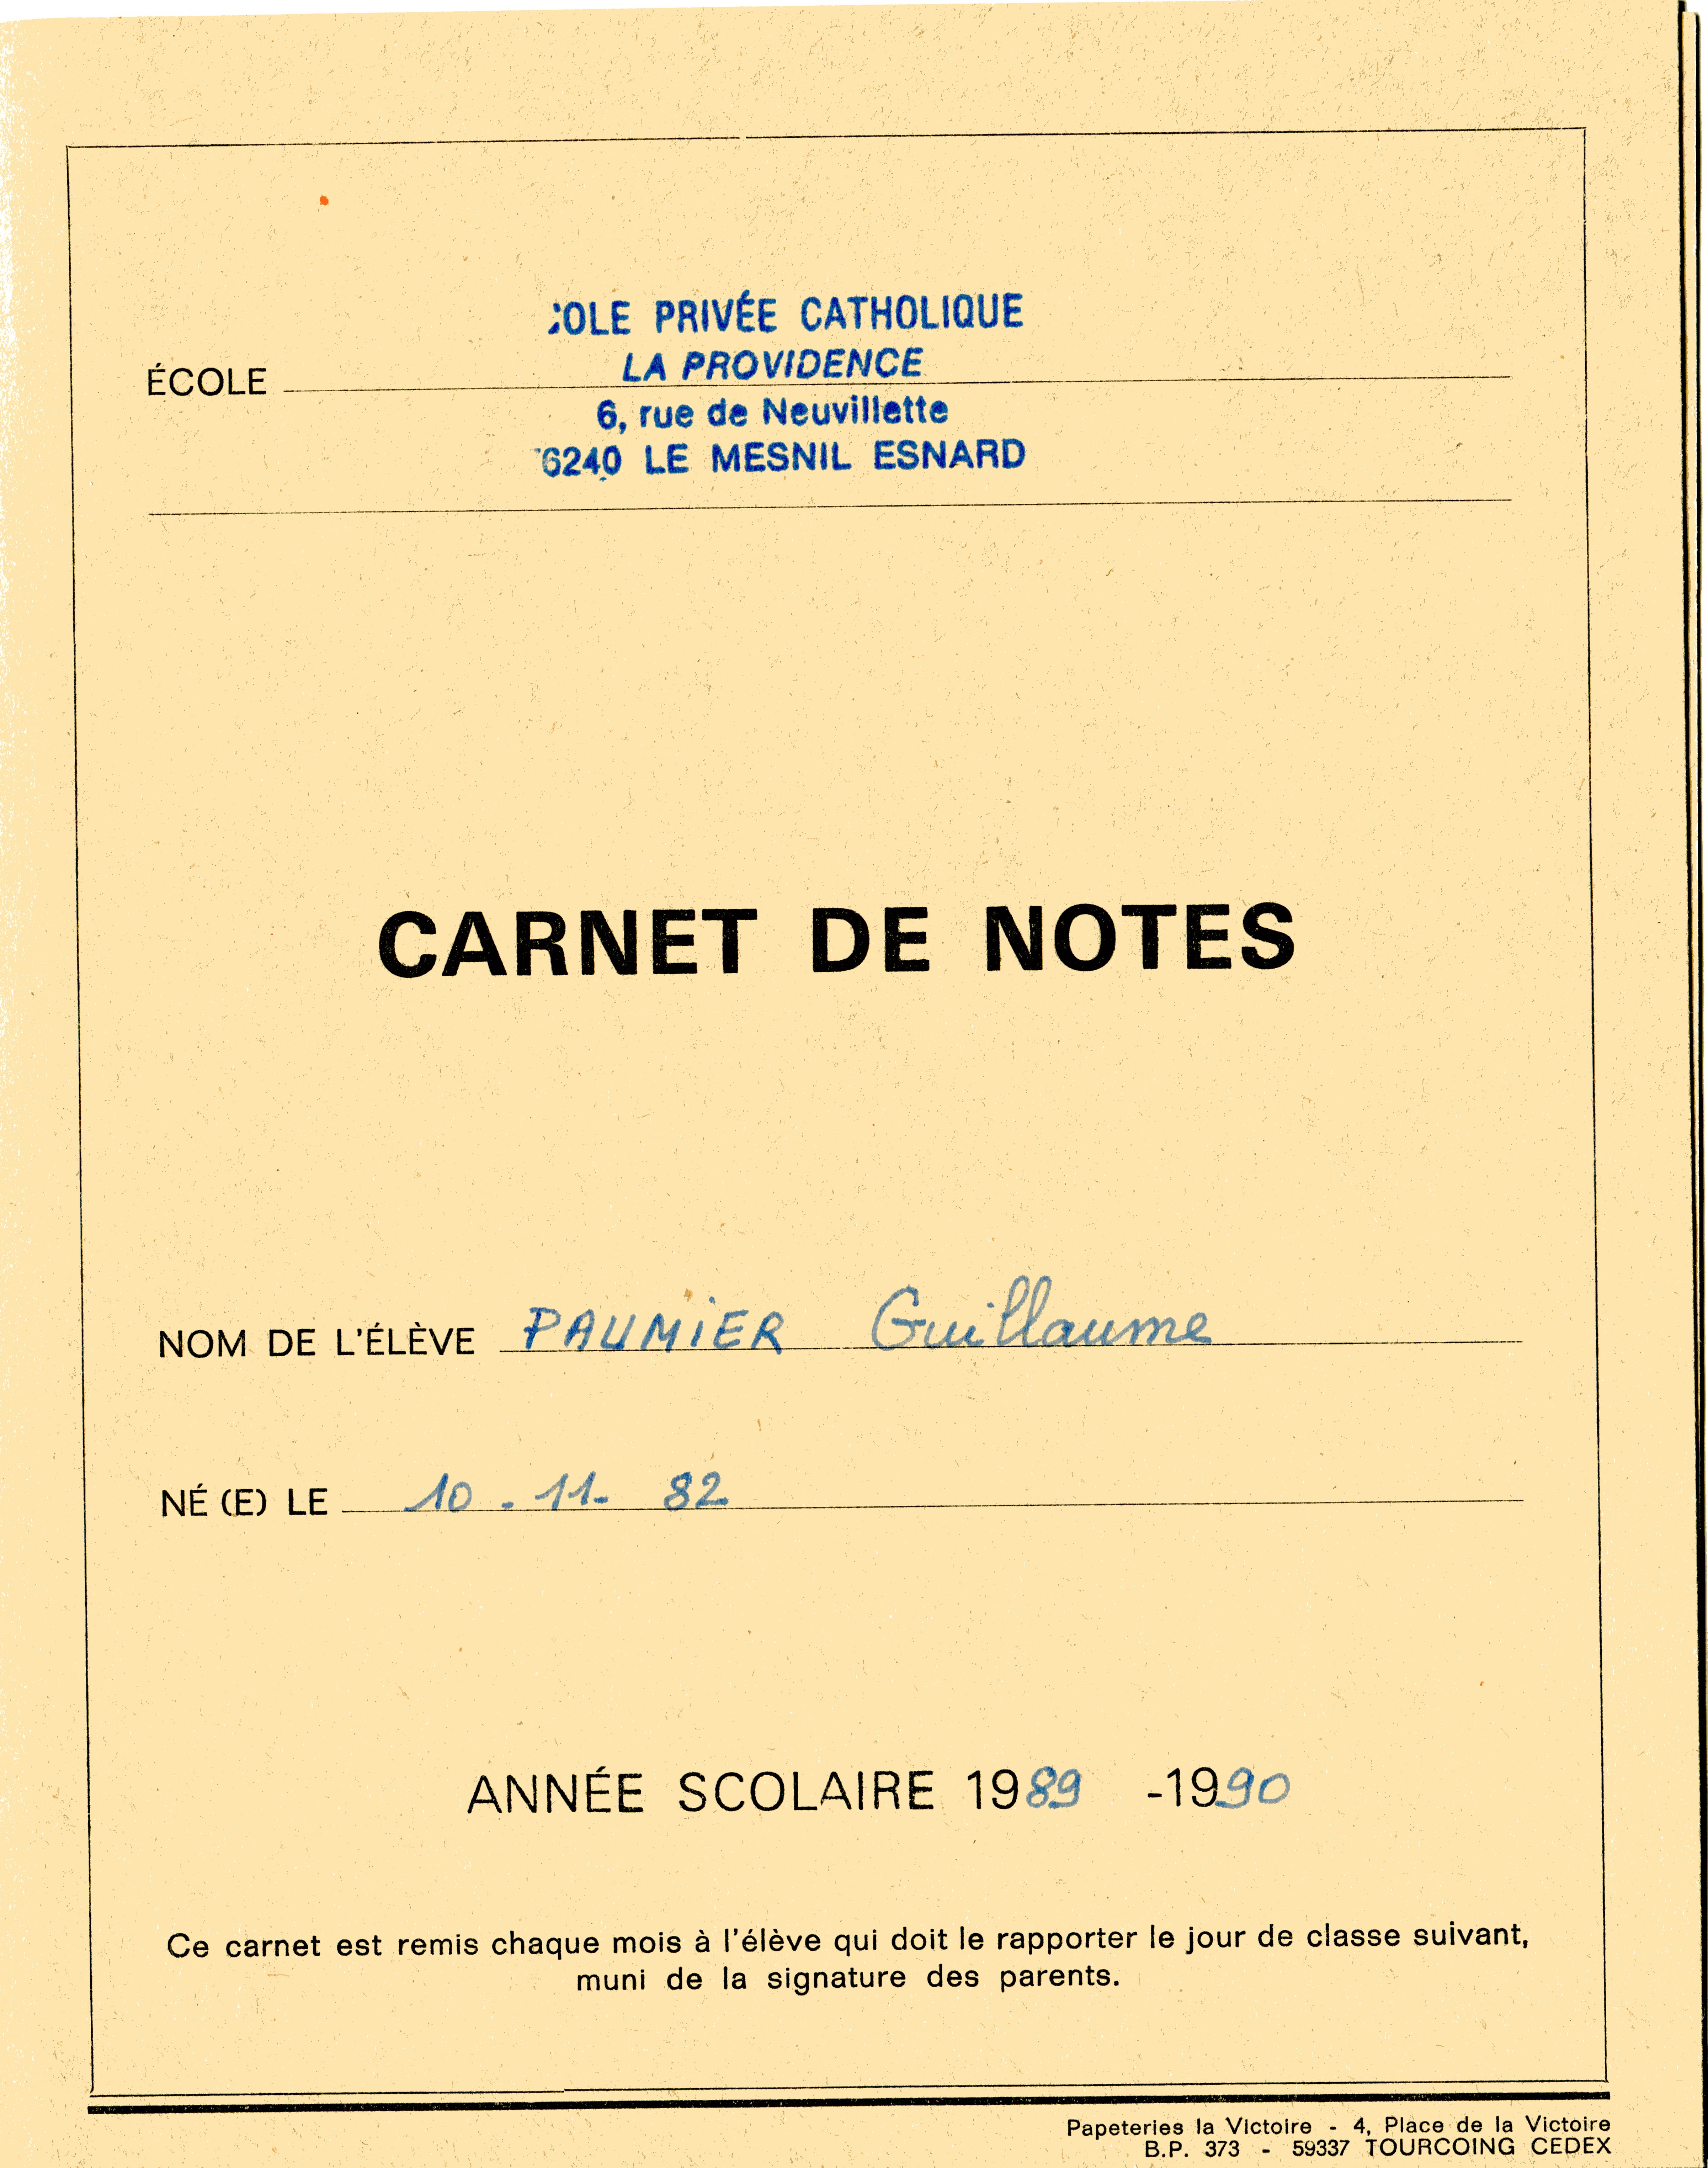 :OLE PRIVÉE CATHOLIQUE
LA PROVIDENCE
ÉCOLE
6, rue de Neuvillette
6240 LE MESNIL ESNARD
CARNET DE NOTES
NOM DE L'ÉLÈVE PAUMiER Guillaume
NÉ (E) LE 10 - 11 - 82
ANNÉE SCOLAIRE 1989 -1990
Ce carnet est remis chaque mois à l'élève qui doit le rapporter le jour de classe suivant,
muni de la signature des parents.
Papeteries la Victoire - 4, Place de la Victoire
B.P. 373 - 59337 TOURCOING CEDEX